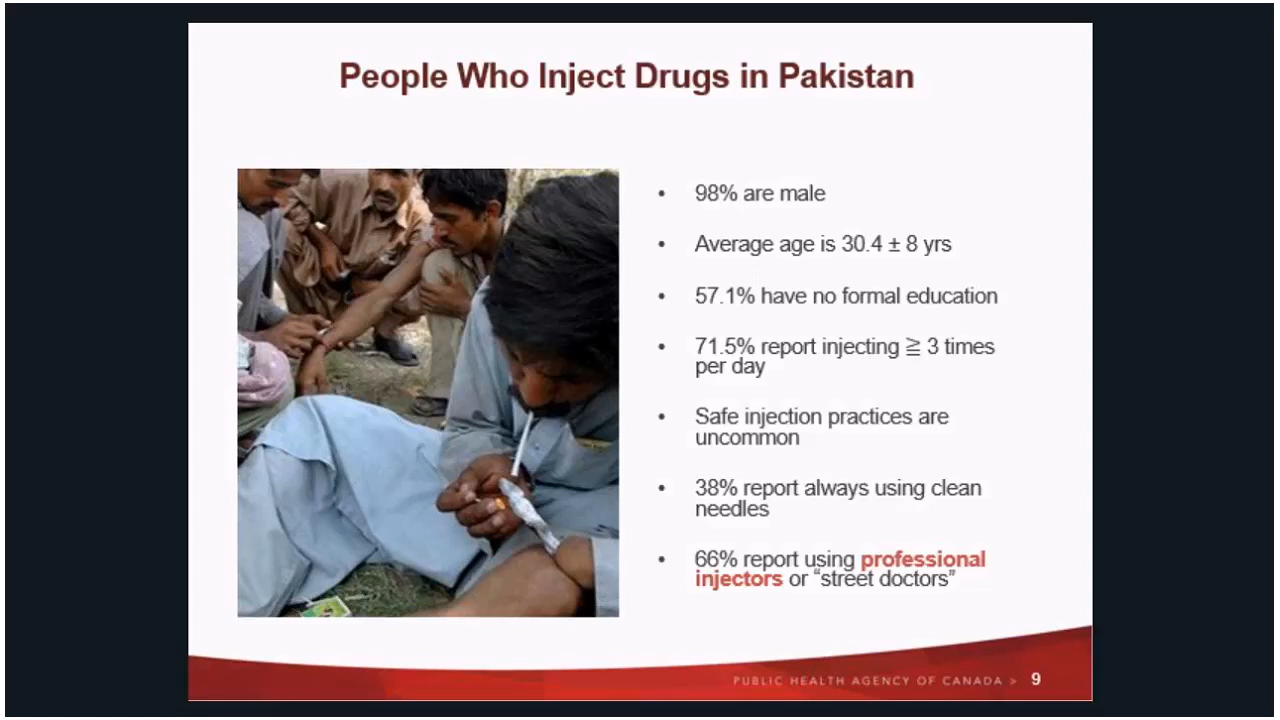 People Who Inject Drugs in Pakistan
• 98% are male
• Average age is 30.4 ± 8 yrs
• 57.1% have no formal education
• 71.5% report injecting ≧ 3 times
per day
• Safe injection practices are
uncommon
• 38% report always using clean
needles
• 66% report using professional
injectors or “street doctors”
PUBLIC HEALTH AGENCY OF CANADA > 9